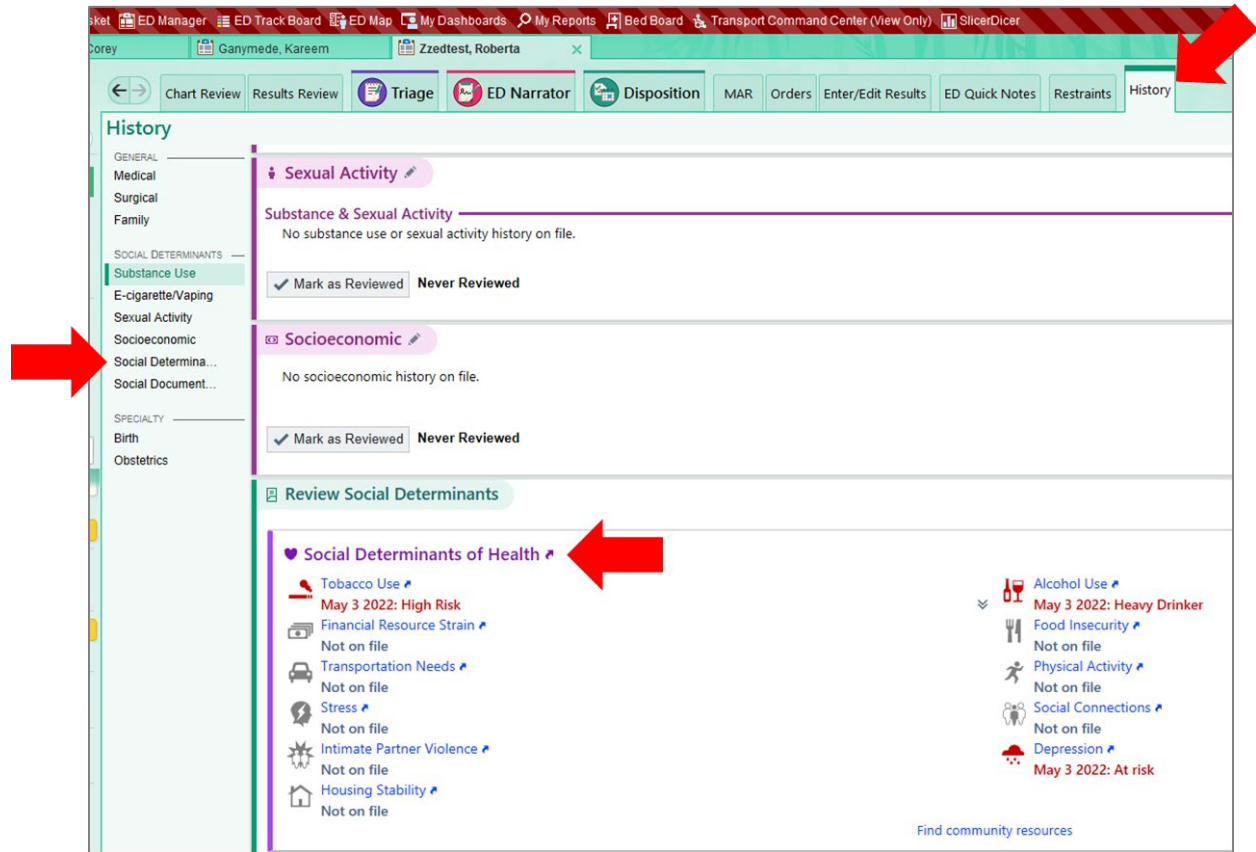 ED Manager ED Track Board ED Map My Dashboards My Reports Bed Board Transport Command Center (View Only) SlicerDicer
Ganymede, Kareem Zzedtest, Roberta
Chart Review Results Review Triage ED Narrator Disposition MAR Orders Enter/Edit Results ED Quick Notes Restraints History
History
GENERAL
Medical
Surgical
Family
SOCIAL DETERMINANTS
Substance Use
E-cigarette/Vaping
Sexual Activity
Socioeconomic
Social Determina...
Social Document...
SPECIALTY
Birth
Obstetrics
Sexual Activity
Substance & Sexual Activity
No substance use or sexual activity history on file.
Mark as Reviewed Never Reviewed
Socioeconomic
No socioeconomic history on file.
Mark as Reviewed Never Reviewed
Review Social Determinants
Social Determinants of Health
Tobacco Use
May 3 2022: High Risk
Financial Resource Strain
Not on file
Transportation Needs
Not on file
Stress
Not on file
Intimate Partner Violence
Not on file
Housing Stability
Not on file
Alcohol Use
May 3 2022: Heavy Drinker
Food Insecurity
Not on file
Physical Activity
Not on file
Social Connections
Not on file
Depression
May 3 2022: At risk
Find community resources